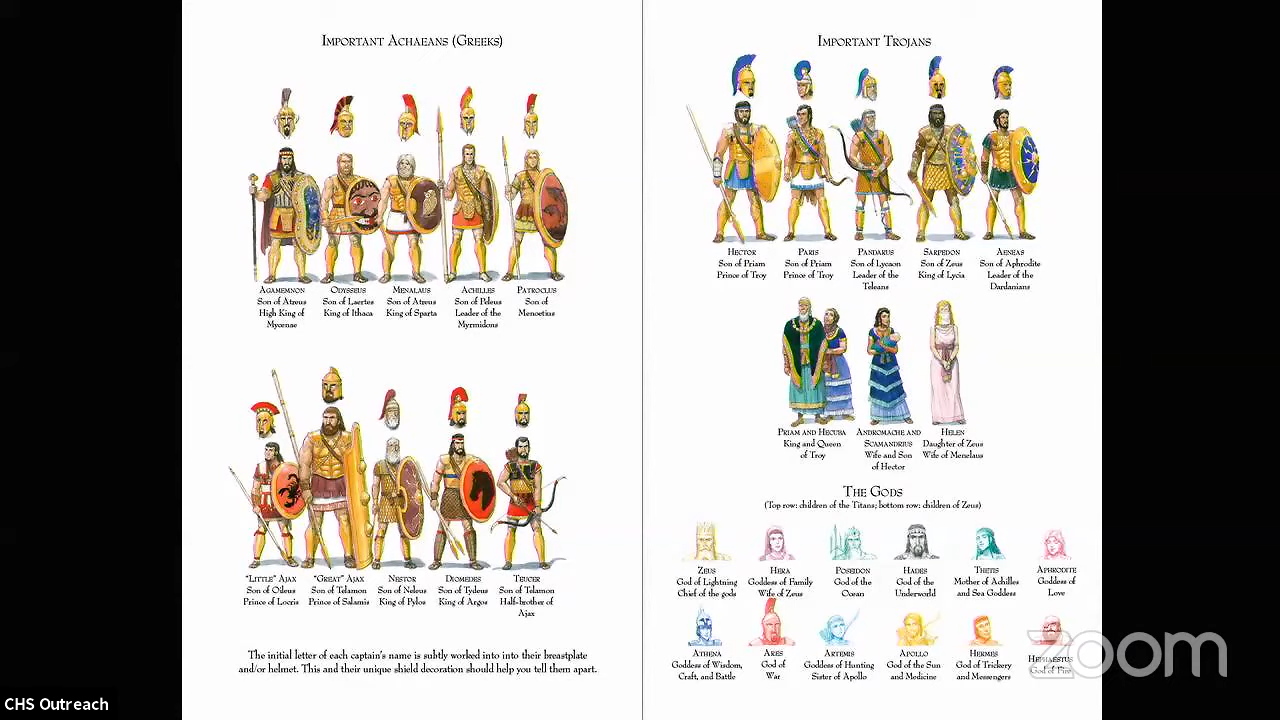 IMPORTANT ACHAEANS (GREEKS)
AGAMEMNON
Son of Atreus
High King of
Mycenae
ODYSSEUS
Son of Laertes
King of Ithaca
MENALAUS
Son of Atreus
King of Sparta
ACHILLES
Son of Peleus
Leader of the
Myrmidons
PATROCLUS
Son of
Menoetius
"LITTLE" AJAX
Son of Oileus
Prince of Locris
"GREAT" AJAX
Son of Telamon
Prince of Salamis
NESTOR
Son of Neleus
King of Pylos
DIOMEDES
Son of Tydeus
King of Argos
TEUCER
Son of Telamon
Half-brother of
Ajax
The initial letter of each captain's name is subtly worked into into their breastplate
and/or helmet. This and their unique shield decoration should help you tell them apart.
IMPORTANT TROJANS
HECTOR
Son of Priam
Prince of Troy
PARIS
Son of Priam
Prince of Troy
PANDARUS
Son of Lycaon
Leader of the
Teleans
SARPEDON
Son of Zeus
King of Lycia
AENEAS
Son of Aphrodite
Leader of the
Dardanians
PRIAM AND HECUBA
King and Queen
of Troy
ANDROMACHE AND
SCAMANDRIUS
Wife and Son
of Hector
HELEN
Daughter of Zeus
Wife of Menelaus
THE GODS
(Top row: children of the Titans; bottom row: children of Zeus)
ZEUS
God of Lightning
Chief of the gods
HERA
Goddess of Family
Wife of Zeus
POSEIDON
God of the
Ocean
HADES
God of the
Underworld
THETIS
Mother of Achilles
and Sea Goddess
APHRODITE
Goddess of
Love
ATHENA
Goddess of Wisdom,
Craft, and Battle
ARES
God of
War
ARTEMIS
Goddess of Hunting
Sister of Apollo
APOLLO
God of the Sun
and Medicine
HERMES
God of Trickery
and Messengers
HEPHAESTUS
God of Fire
zoom
CHS Outreach